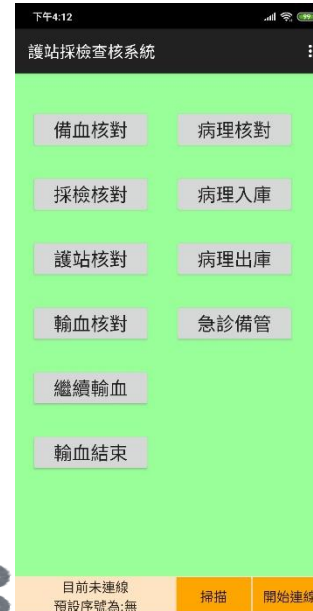 下午4:12
99
護站採檢查核系統
備血核對 病理核對
採檢核對 病理入庫
護站核對 病理出庫
輸血核對 急診備管
繼續輸血
輸血結束
目前未連線
預設序號為:無
掃描 開始連線